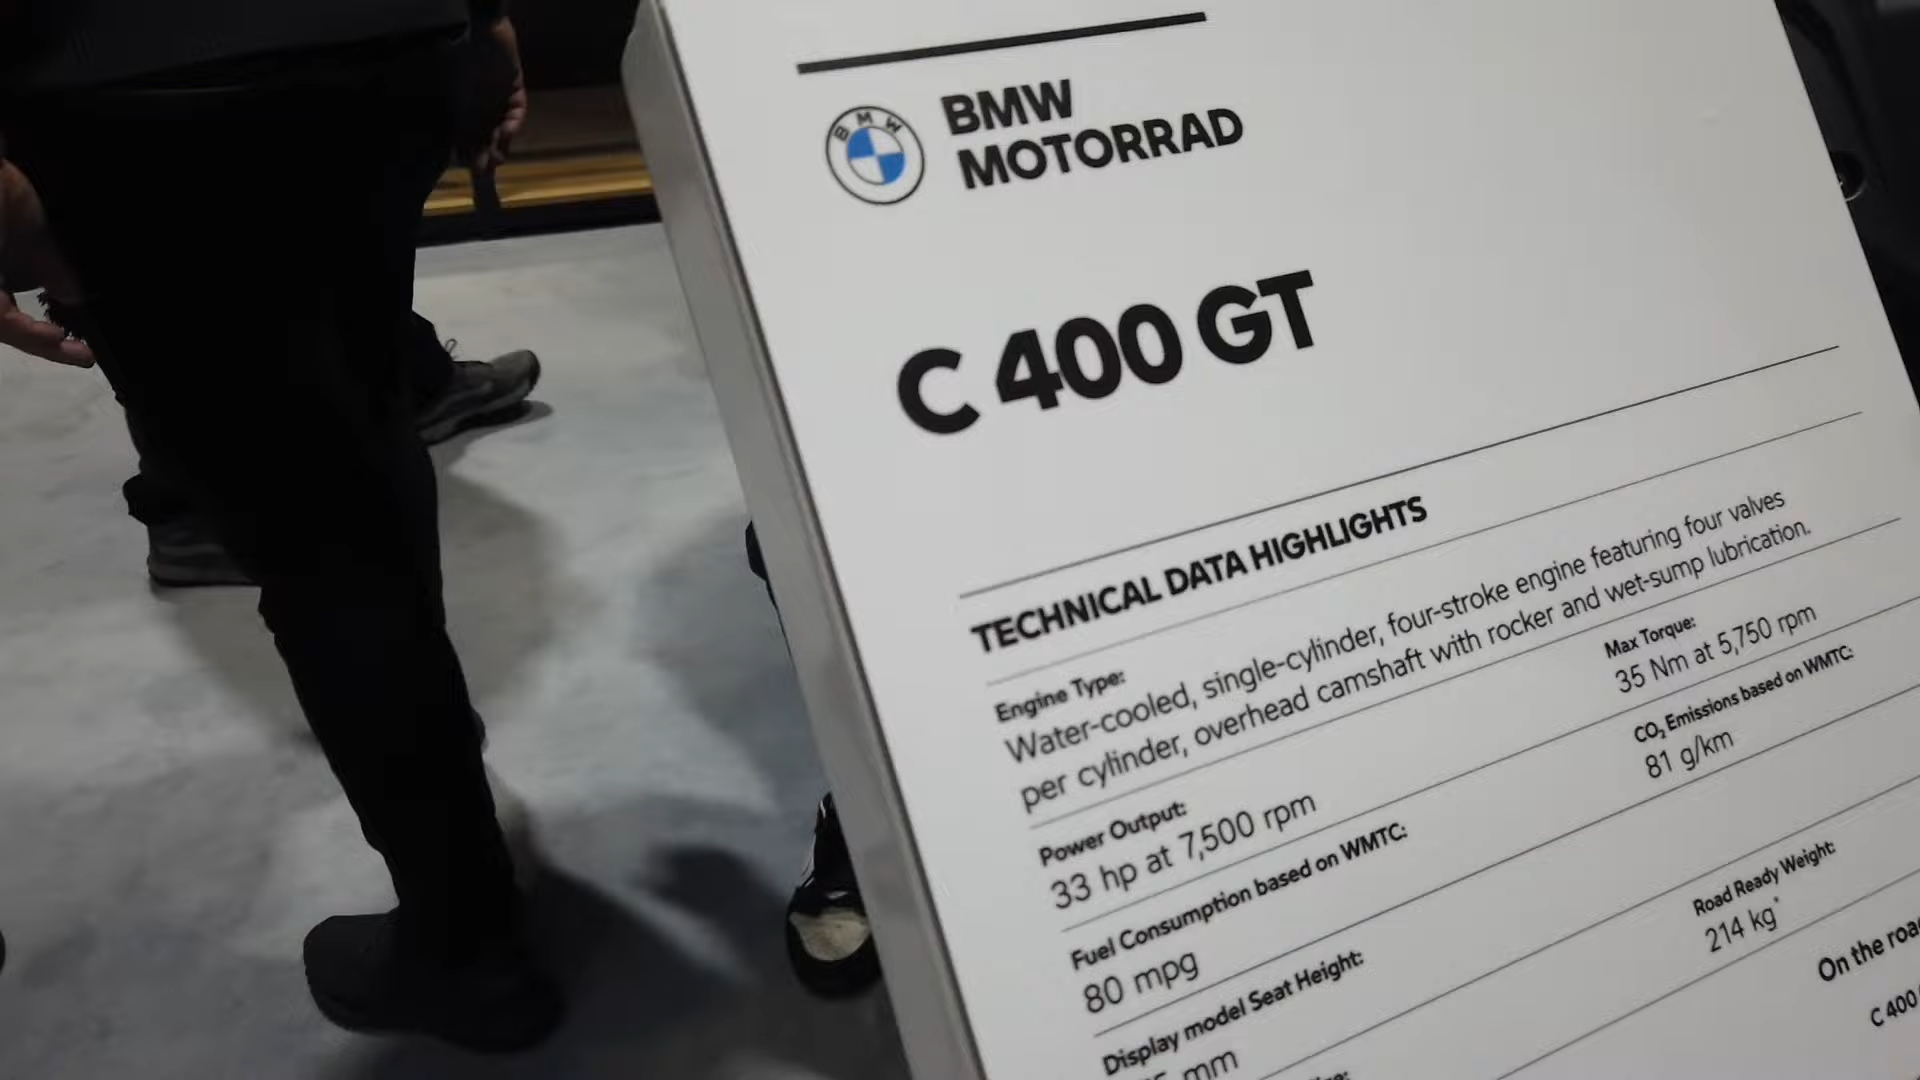 BMW
BMW
MOTORRAD
C 400 GT
TECHNICAL DATA HIGHLIGHTS
Engine Type:
Water-cooled, single-cylinder, four-stroke engine featuring four valves
per cylinder, overhead camshaft with rocker and wet-sump lubrication.
Power Output:
33 hp at 7,500 rpm
Max Torque:
35 Nm at 5,750 rpm
Fuel Consumption based on WMTC:
80 mpg
CO₂ Emissions based on WMTC:
81 g/km
Display model Seat Height:
mm
Road Ready Weight:
214 kg*
On the
C 400